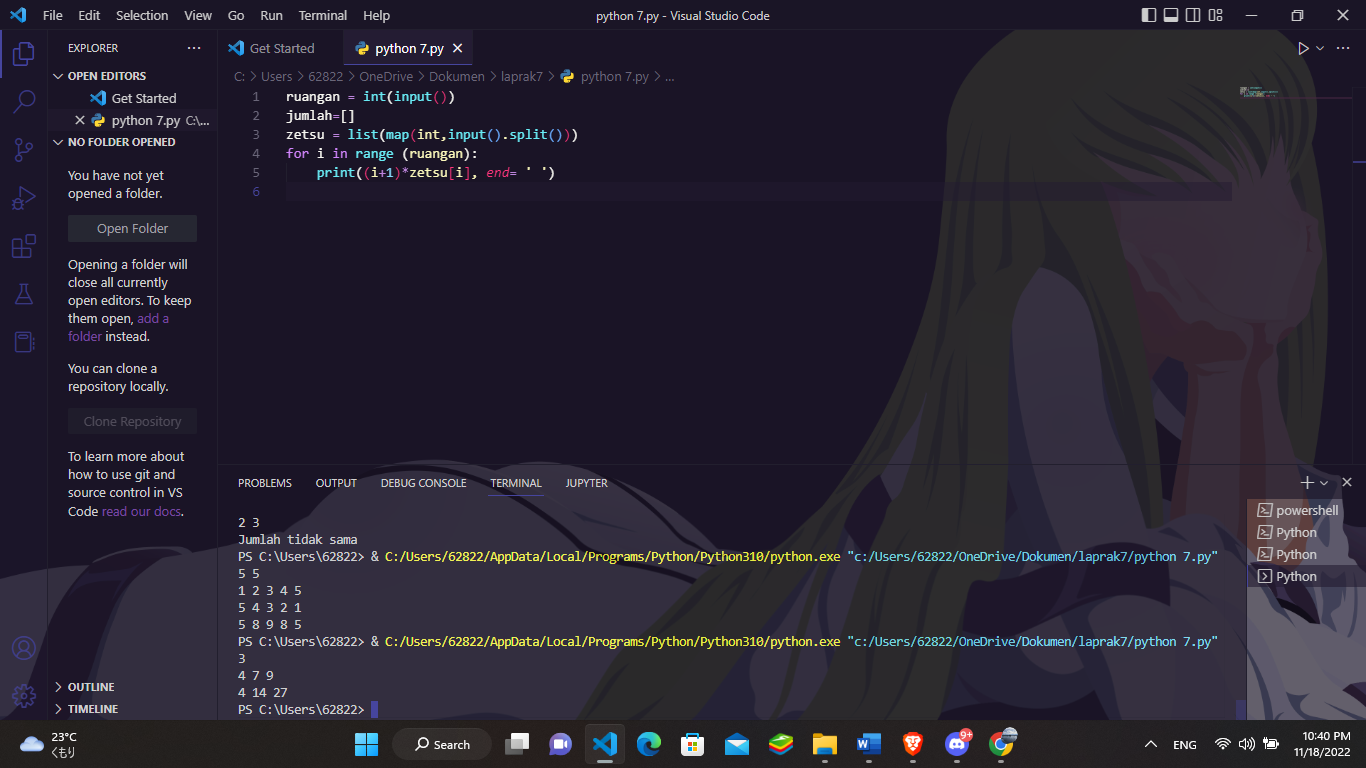 File Edit Selection View Go Run Terminal Help
python 7.py - Visual Studio Code
EXPLORER
OPEN EDITORS
Get Started
python 7.py C:\...
NO FOLDER OPENED
You have not yet
opened a folder.
Open Folder
Opening a folder will
close all currently
open editors. To keep
them open, add a
folder instead.
You can clone a
repository locally.
Clone Repository
To learn more about
how to use git and
source control in VS
Code read our docs.
OUTLINE
TIMELINE
Get Started
python 7.py
C: > Users > 62822 > OneDrive > Dokumen > laprak7 > python 7.py > ...
1 ruangan = int(input())
2 jumlah=[]
3 zetsu = list(map(int,input().split()))
4 for i in range (ruangan):
5 print((i+1)*zetsu[i], end= ' ')
6
PROBLEMS OUTPUT DEBUG CONSOLE TERMINAL JUPYTER
2 3
Jumlah tidak sama
PS C:\Users\62822> & C:/Users/62822/AppData/Local/Programs/Python/Python310/python.exe "c:/Users/62822/OneDrive/Dokumen/laprak7/python 7.py"
5 5
1 2 3 4 5
5 4 3 2 1
5 8 9 8 5
PS C:\Users\62822> & C:/Users/62822/AppData/Local/Programs/Python/Python310/python.exe "c:/Users/62822/OneDrive/Dokumen/laprak7/python 7.py"
3
4 7 9
4 14 27
PS C:\Users\62822>
powershell
Python
Python
Python
23°C
くもり
Search
9+
ENG
10:40 PM
11/18/2022